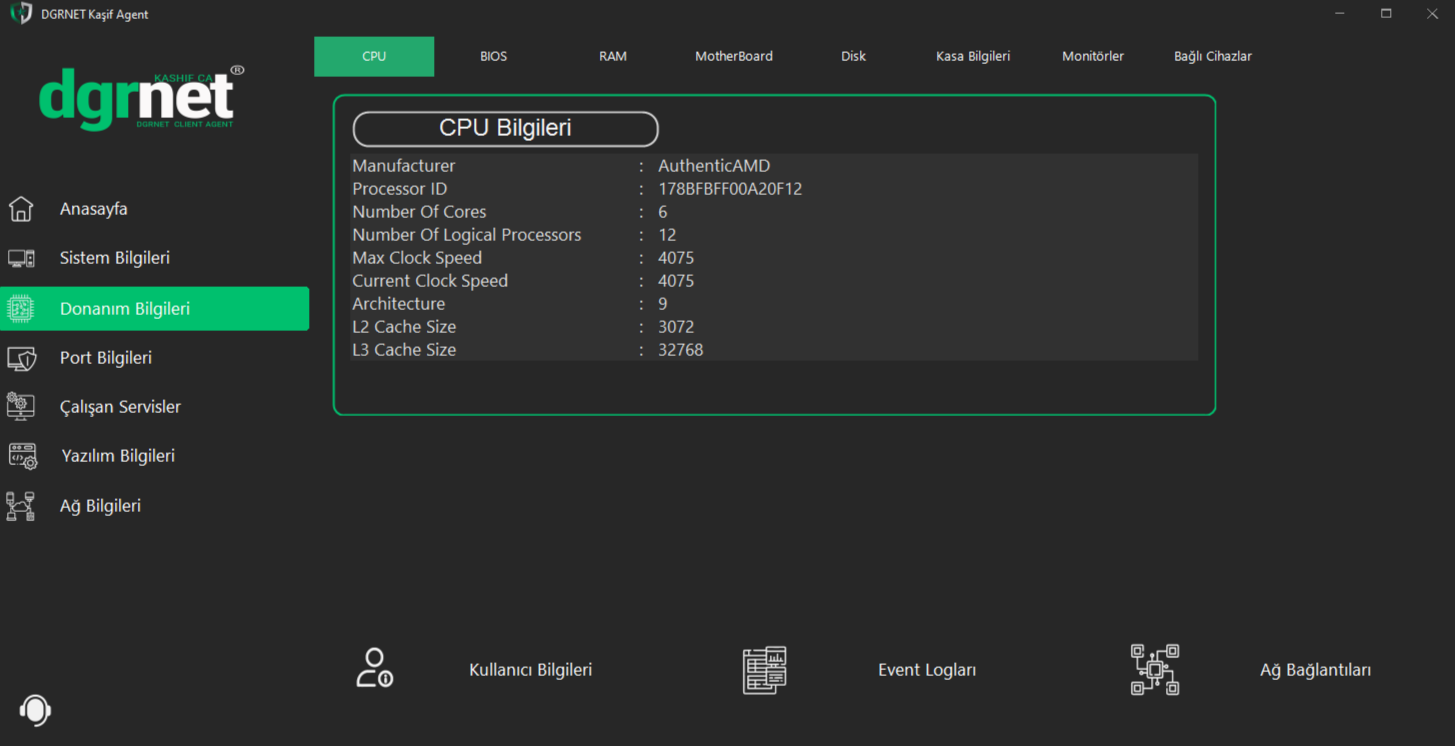 DGRNET Kaşif Agent
KASHIF CA
dgrnet®
DGRNET CLIENT AGENT
CPU BIOS RAM MotherBoard Disk Kasa Bilgileri Monitörler Bağlı Cihazlar
Anasayfa
Sistem Bilgileri
Donanım Bilgileri
Port Bilgileri
Çalışan Servisler
Yazılım Bilgileri
Ağ Bilgileri
CPU Bilgileri
Manufacturer : AuthenticAMD
Processor ID : 178BFBFF00A20F12
Number Of Cores : 6
Number Of Logical Processors : 12
Max Clock Speed : 4075
Current Clock Speed : 4075
Architecture : 9
L2 Cache Size : 3072
L3 Cache Size : 32768
Kullanıcı Bilgileri Event Logları Ağ Bağlantıları